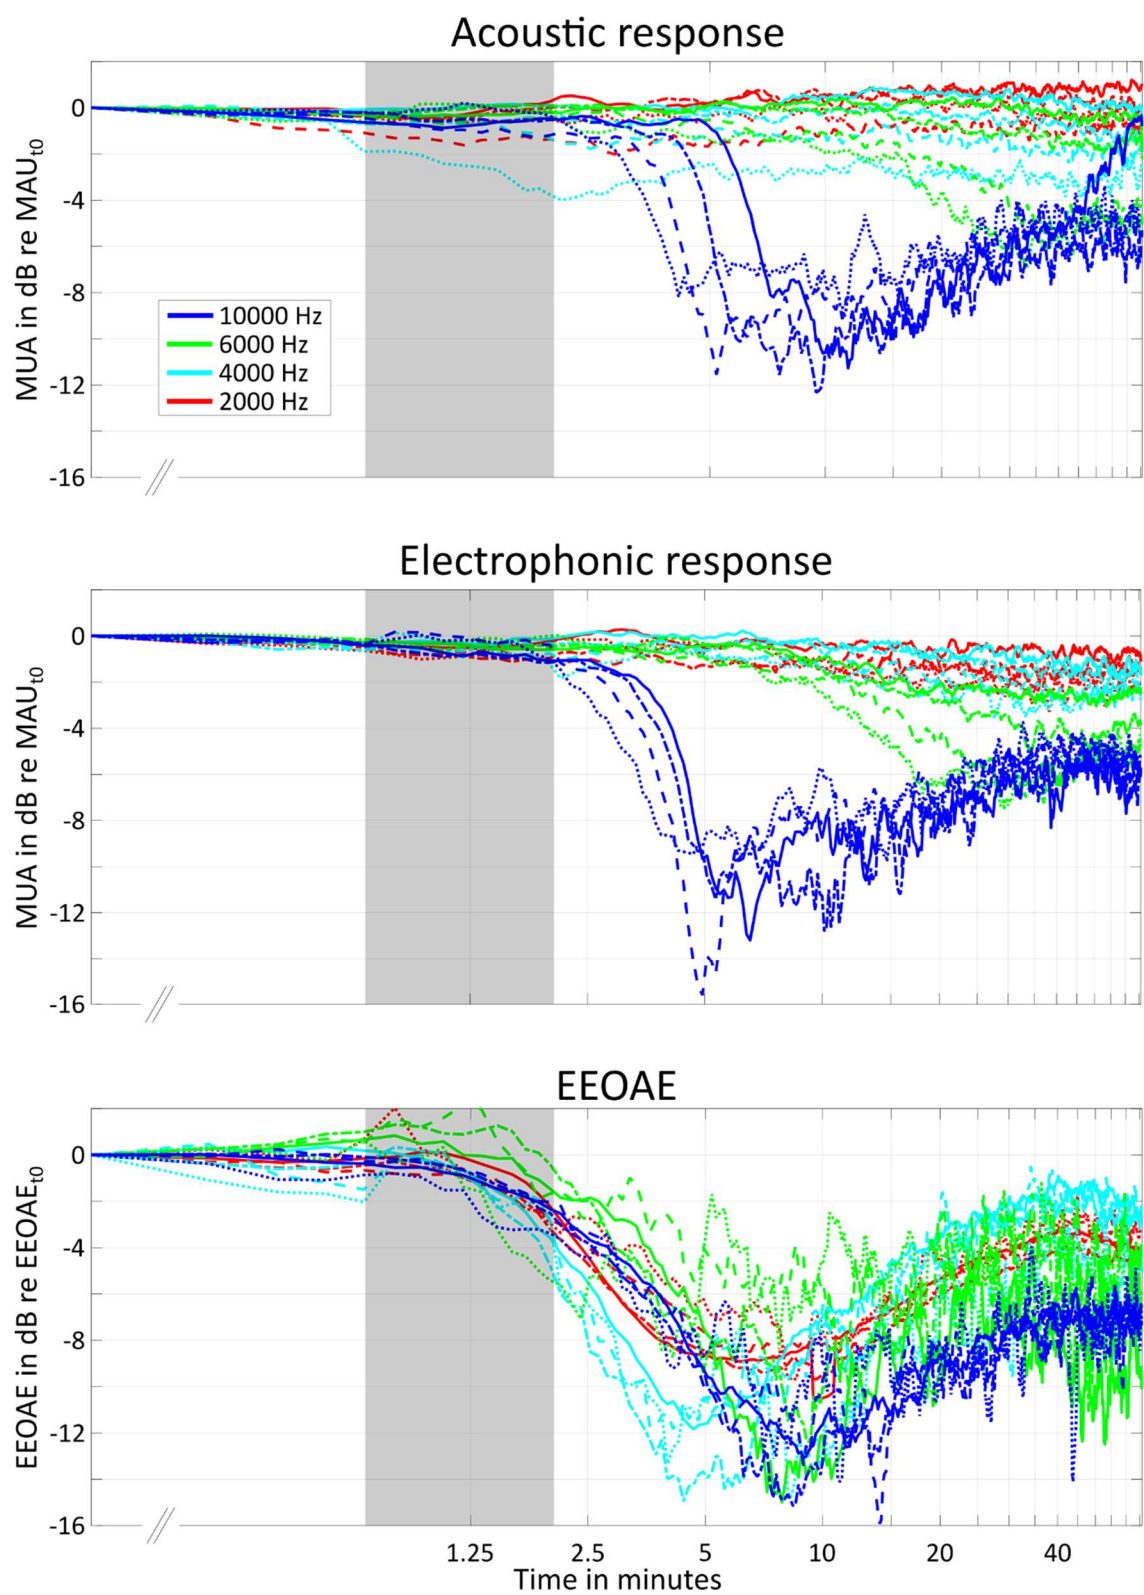 Acoustic response
MUA in dB re MAUt0
0
-4
-8
-12
-16
10000 Hz
6000 Hz
4000 Hz
2000 Hz
Electrophonic response
MUA in dB re MAUt0
0
-4
-8
-12
-16
EEOAE
EEOAE in dB re EEOAEt0
0
-4
-8
-12
-16
1.25 2.5 5 10 20 40
Time in minutes